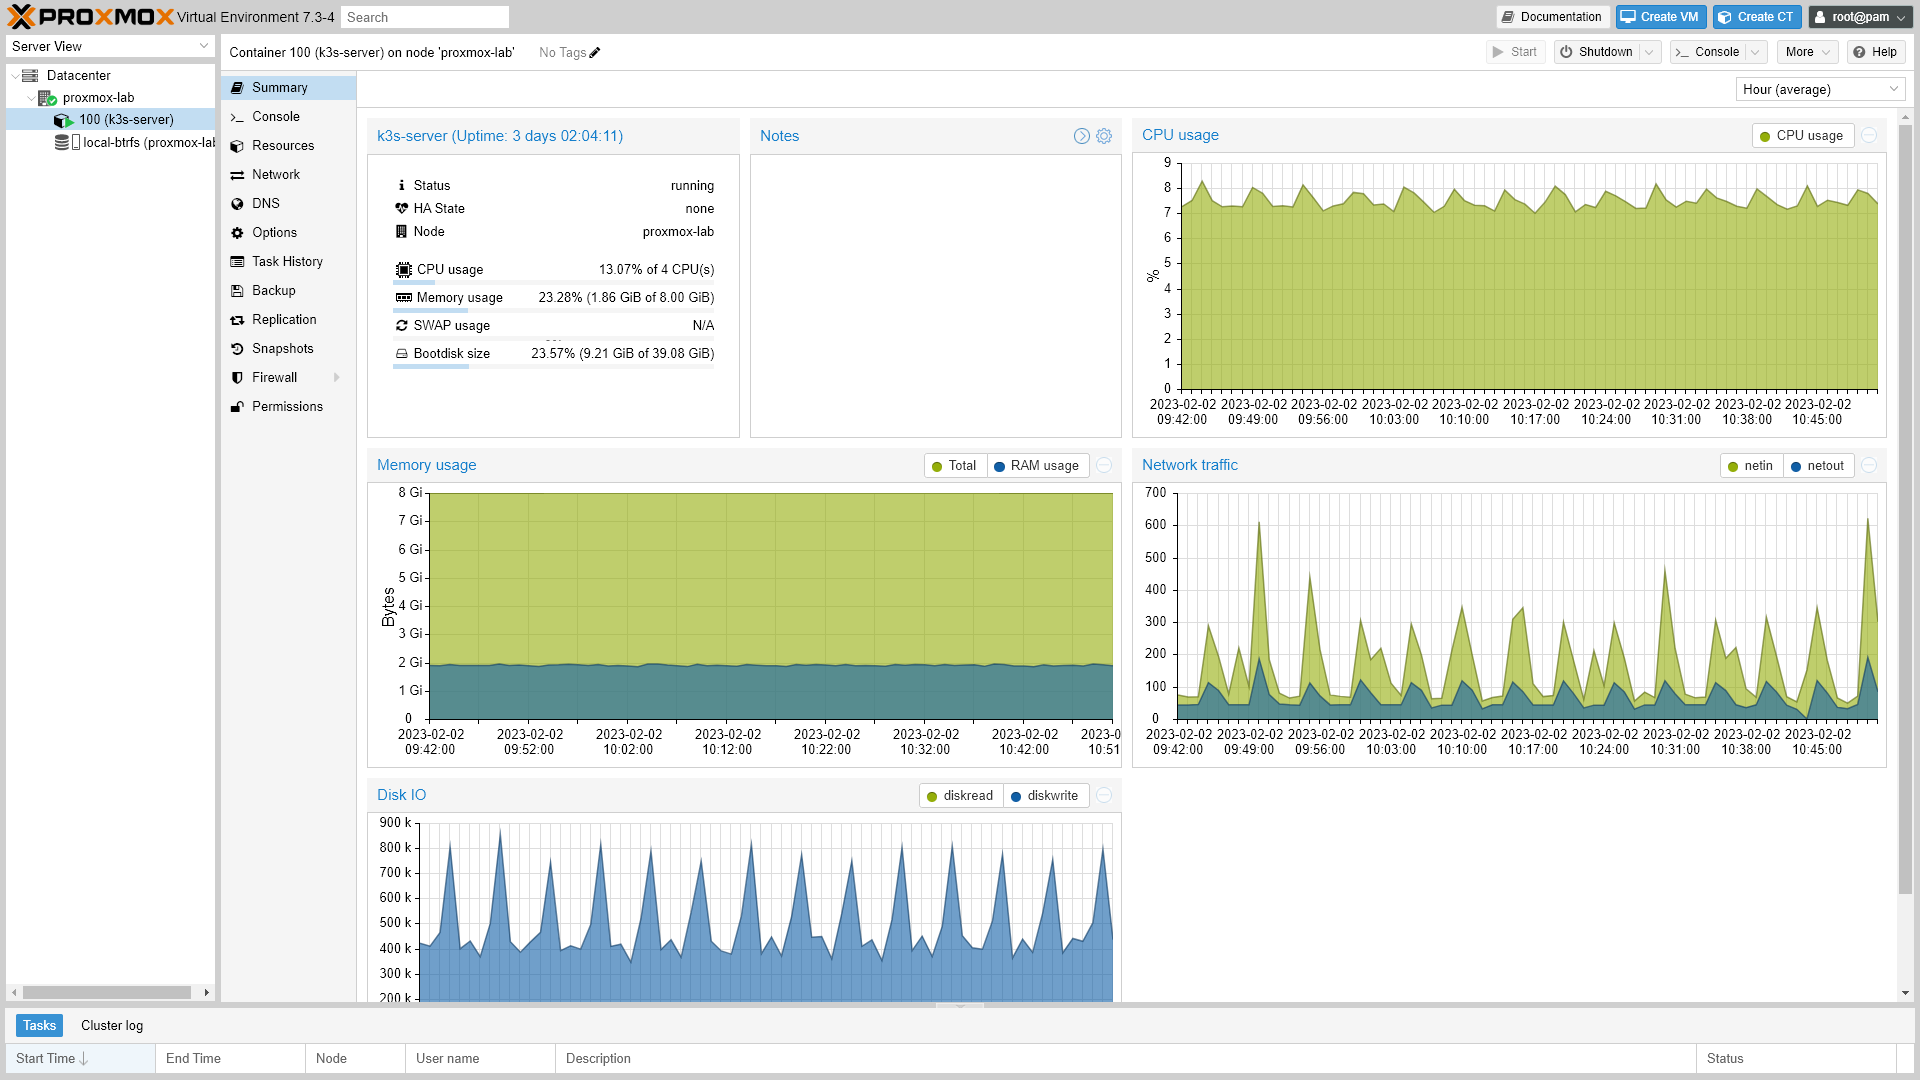 PROXMOX Virtual Environment 7.3-4 Search Documentation Create VM Create CT root@pam
Server View
Datacenter
proxmox-lab
100 (k3s-server)
local-btrfs (proxmox-lab
Container 100 (k3s-server) on node 'proxmox-lab' No Tags Start Shutdown Console More Help
Summary
Console
Resources
Network
DNS
Options
Task History
Backup
Replication
Snapshots
Firewall
Permissions
Hour (average)
k3s-server (Uptime: 3 days 02:04:11)
Status running
HA State none
Node proxmox-lab
CPU usage 13.07% of 4 CPU(s)
Memory usage 23.28% (1.86 GiB of 8.00 GiB)
SWAP usage N/A
Bootdisk size 23.57% (9.21 GiB of 39.08 GiB)
Notes
CPU usage CPU usage
9
8
7
6
5
4
3
2
1
0
%
2023-02-02 2023-02-02 2023-02-02 2023-02-02 2023-02-02 2023-02-02 2023-02-02 2023-02-02 2023-02-02 2023-02-02
09:42:00 09:49:00 09:56:00 10:03:00 10:10:00 10:17:00 10:24:00 10:31:00 10:38:00 10:45:00
Memory usage Total RAM usage
8 Gi
7 Gi
6 Gi
5 Gi
4 Gi
3 Gi
2 Gi
1 Gi
0
Bytes
2023-02-02 2023-02-02 2023-02-02 2023-02-02 2023-02-02 2023-02-02 2023-02-02 2023-0
09:42:00 09:52:00 10:02:00 10:12:00 10:22:00 10:32:00 10:42:00 10:51
Network traffic netin netout
700
600
500
400
300
200
100
0
2023-02-02 2023-02-02 2023-02-02 2023-02-02 2023-02-02 2023-02-02 2023-02-02 2023-02-02 2023-02-02 2023-02-02
09:42:00 09:49:00 09:56:00 10:03:00 10:10:00 10:17:00 10:24:00 10:31:00 10:38:00 10:45:00
Disk IO diskread diskwrite
900 k
800 k
700 k
600 k
500 k
400 k
300 k
200 k
Tasks Cluster log
Start Time End Time Node User name Description Status